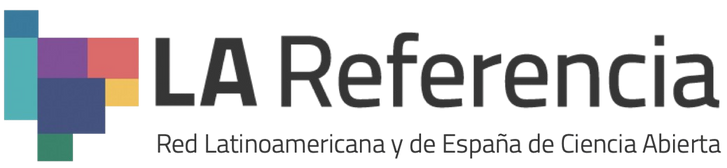 LA Referencia
Red Latinoamericana y de España de Ciencia Abierta